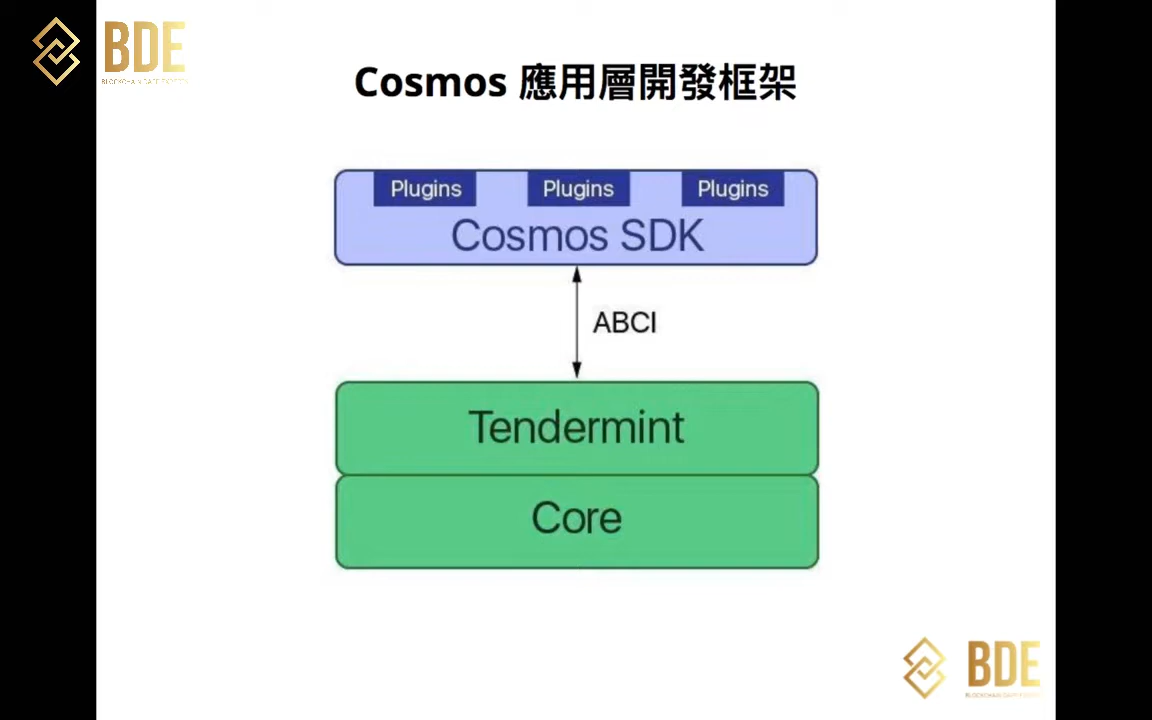 BDE
Cosmos 應用層開發框架
Plugins Plugins Plugins
Cosmos SDK
ABCI
Tendermint
Core
BDE